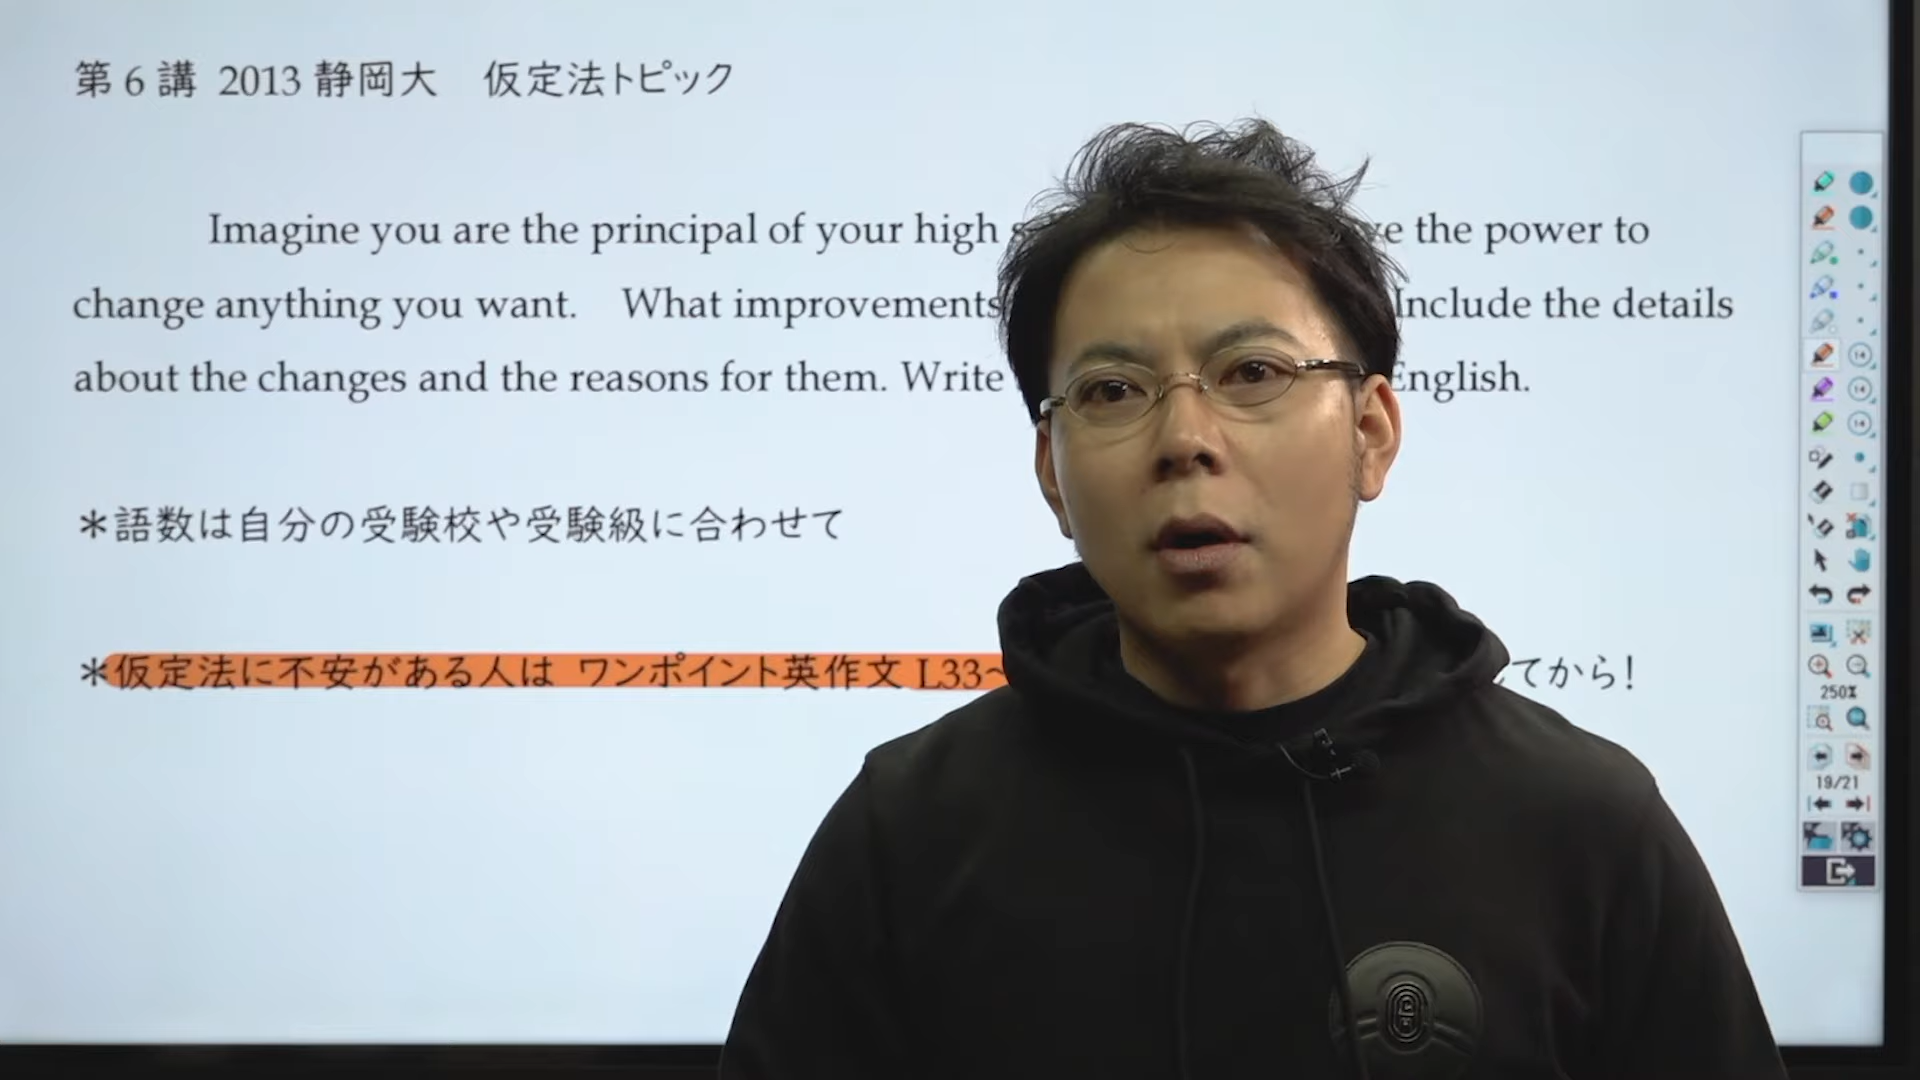 第 6 講 2013 静岡大 仮定法トピック
Imagine you are the principal of your high the power to
change anything you want. What improvements Include the details
about the changes and the reasons for them. Write English.
＊語数は自分の受験校や受験級に合わせて
＊仮定法に不安がある人は ワンポイント英作文 L33~ てから!
250%
19/21